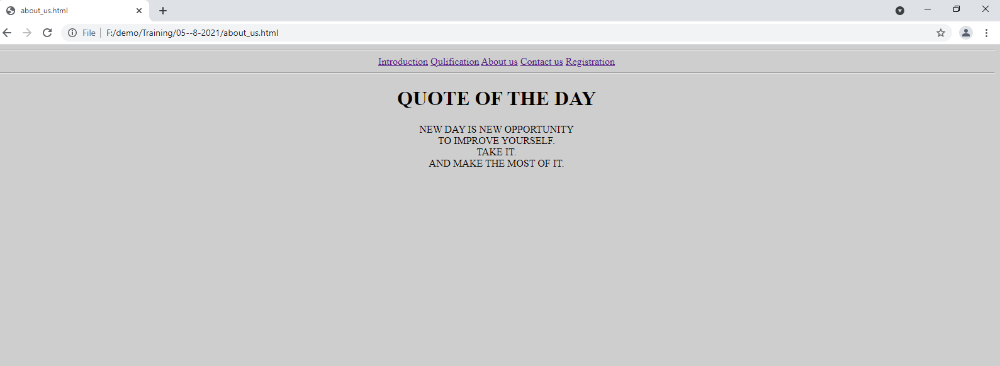 about_us.html
File F:/demo/Training/05--8-2021/about_us.html
Introduction Qulification About us Contact us Registration
QUOTE OF THE DAY
NEW DAY IS NEW OPPORTUNITY
TO IMPROVE YOURSELF.
TAKE IT.
AND MAKE THE MOST OF IT.